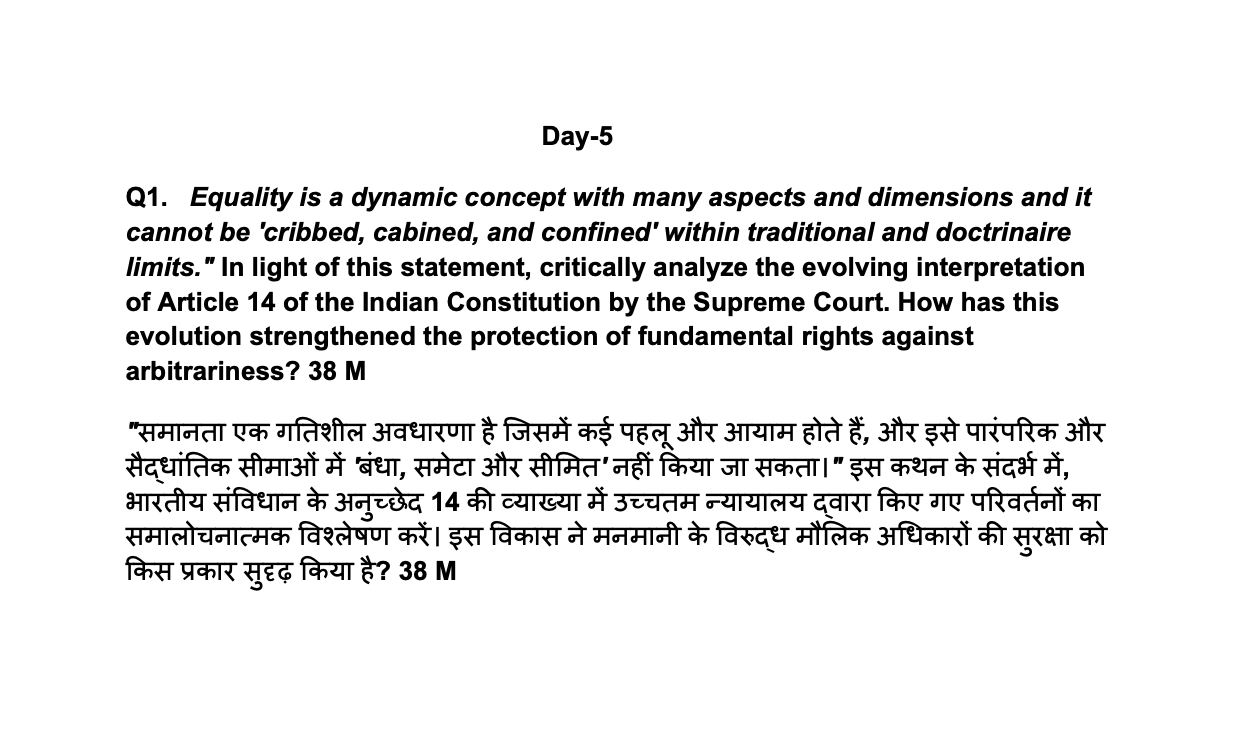 Day-5
Q1. Equality is a dynamic concept with many aspects and dimensions and it
cannot be 'cribbed, cabined, and confined' within traditional and doctrinaire
limits." In light of this statement, critically analyze the evolving interpretation
of Article 14 of the Indian Constitution by the Supreme Court. How has this
evolution strengthened the protection of fundamental rights against
arbitrariness? 38 M
"समानता एक गतिशील अवधारणा है जिसमें कई पहलू और आयाम होते हैं, और इसे पारंपरिक और
सैद्धांतिक सीमाओं में 'बंधा, समेटा और सीमित' नहीं किया जा सकता।" इस कथन के संदर्भ में,
भारतीय संविधान के अनुच्छेद 14 की व्याख्या में उच्चतम न्यायालय द्वारा किए गए परिवर्तनों का
समालोचनात्मक विश्लेषण करें। इस विकास ने मनमानी के विरुद्ध मौलिक अधिकारों की सुरक्षा को
किस प्रकार सुदृढ़ किया है? 38 M